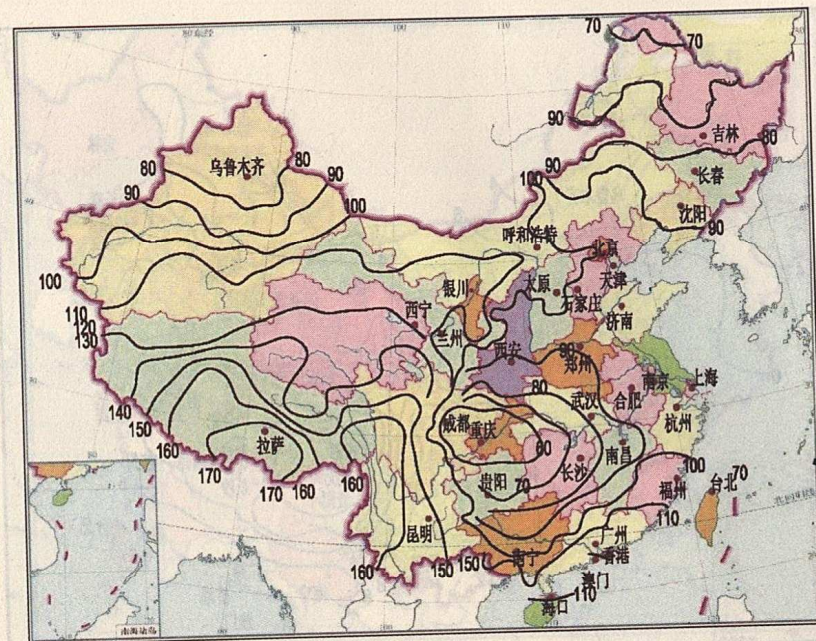 70
70
90
吉林
80
80
乌鲁木齐
80
90
90
100
90
100
长春
沈阳
90
呼和浩特
北京
天津
100
110
120
130
银川
太原
石家庄
西宁
济南
兰州
西安
90
郑州
80
南京
上海
合肥
140
150
160
170
拉萨
170
160
160
成都
重庆
武汉
杭州
60
南昌
长沙
贵阳
70
100
福州
台北
70
110
昆明
广州
香港
南宁
澳门
160
150
150
海口
110
南海诸岛